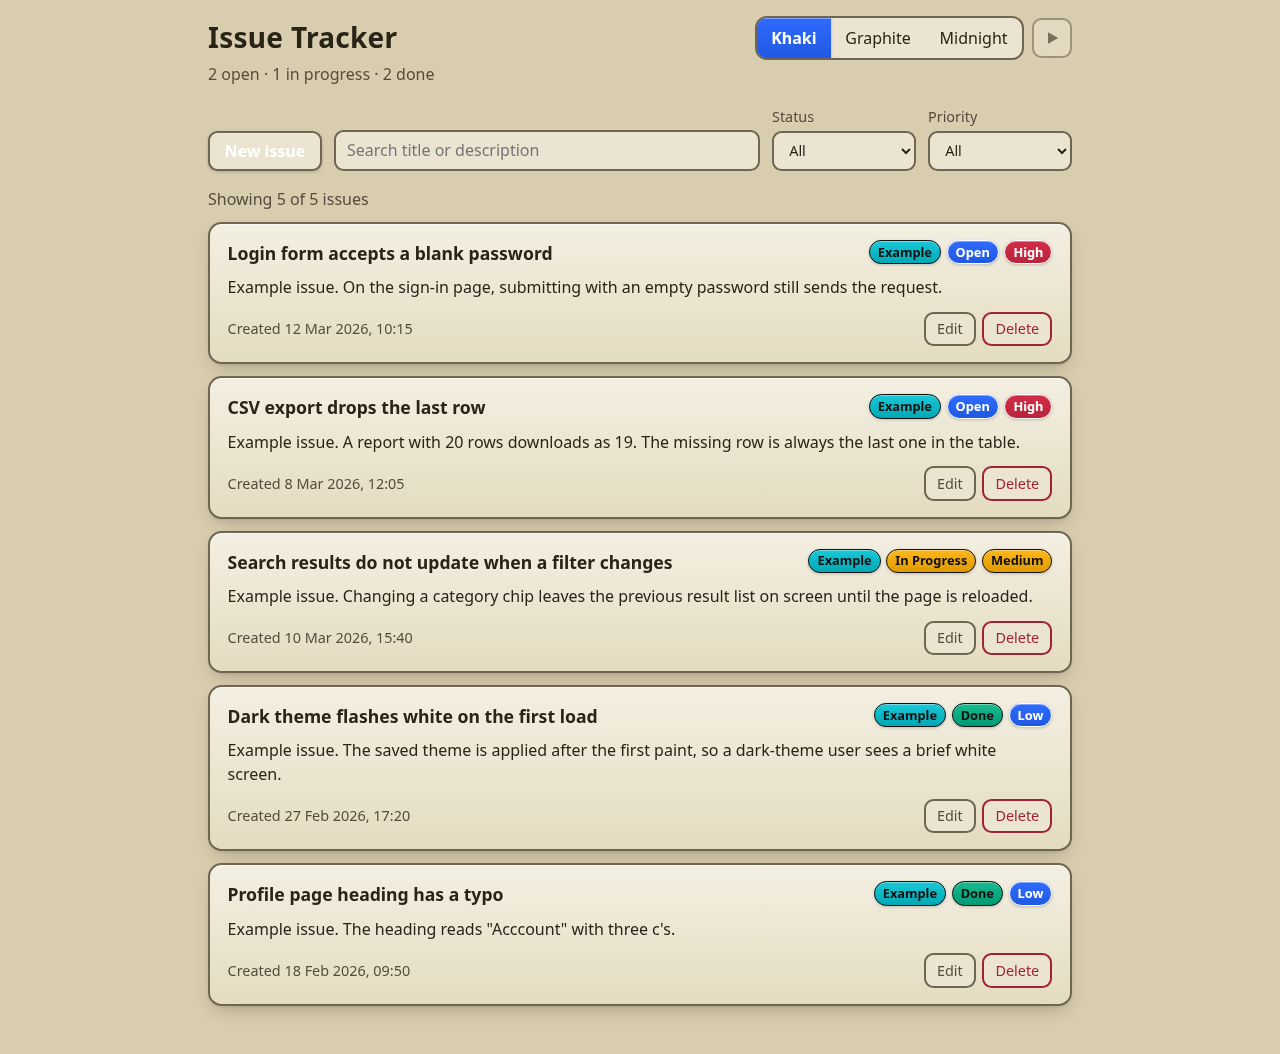 Issue Tracker
Khaki Graphite Midnight
2 open · 1 in progress · 2 done
Status
Priority
New issue
Search title or description
All
All
Showing 5 of 5 issues
Login form accepts a blank password
Example Open High
Example issue. On the sign-in page, submitting with an empty password still sends the request.
Created 12 Mar 2026, 10:15
Edit Delete
CSV export drops the last row
Example Open High
Example issue. A report with 20 rows downloads as 19. The missing row is always the last one in the table.
Created 8 Mar 2026, 12:05
Edit Delete
Search results do not update when a filter changes
Example In Progress Medium
Example issue. Changing a category chip leaves the previous result list on screen until the page is reloaded.
Created 10 Mar 2026, 15:40
Edit Delete
Dark theme flashes white on the first load
Example Done Low
Example issue. The saved theme is applied after the first paint, so a dark-theme user sees a brief white
screen.
Created 27 Feb 2026, 17:20
Edit Delete
Profile page heading has a typo
Example Done Low
Example issue. The heading reads "Acccount" with three c's.
Created 18 Feb 2026, 09:50
Edit Delete